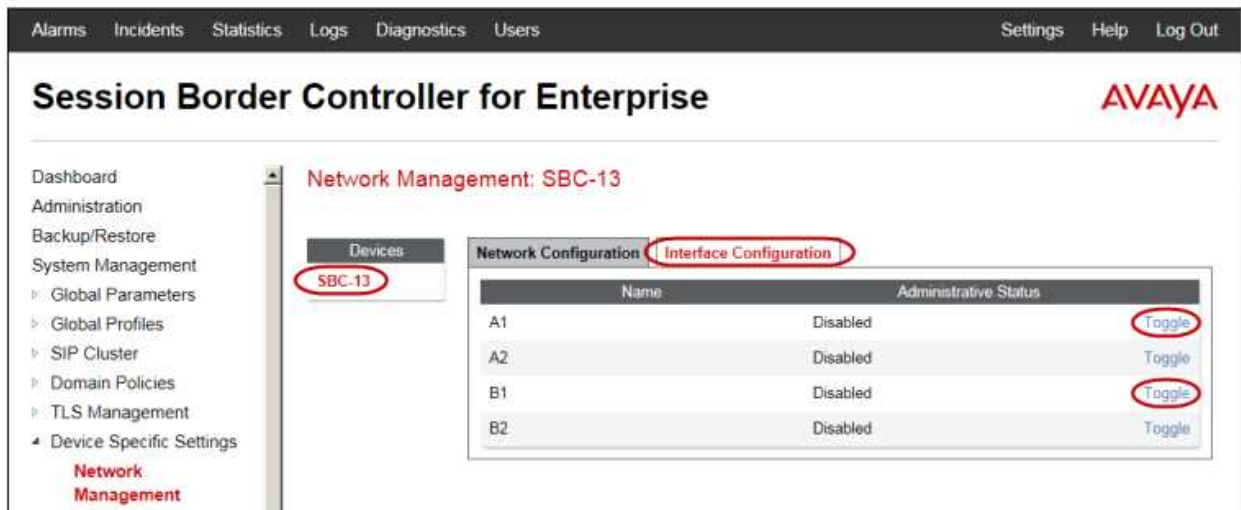 Alarms Incidents Statistics Logs Diagnostics Users Settings Help Log Out
Session Border Controller for Enterprise
AVAYA
Dashboard
Administration
Backup/Restore
System Management
Global Parameters
Global Profiles
SIP Cluster
Domain Policies
TLS Management
Device Specific Settings
Network
Management
Network Management: SBC-13
Devices
SBC-13
Network Configuration Interface Configuration
Name Administrative Status
A1 Disabled Toggle
A2 Disabled Toggle
B1 Disabled Toggle
B2 Disabled Toggle